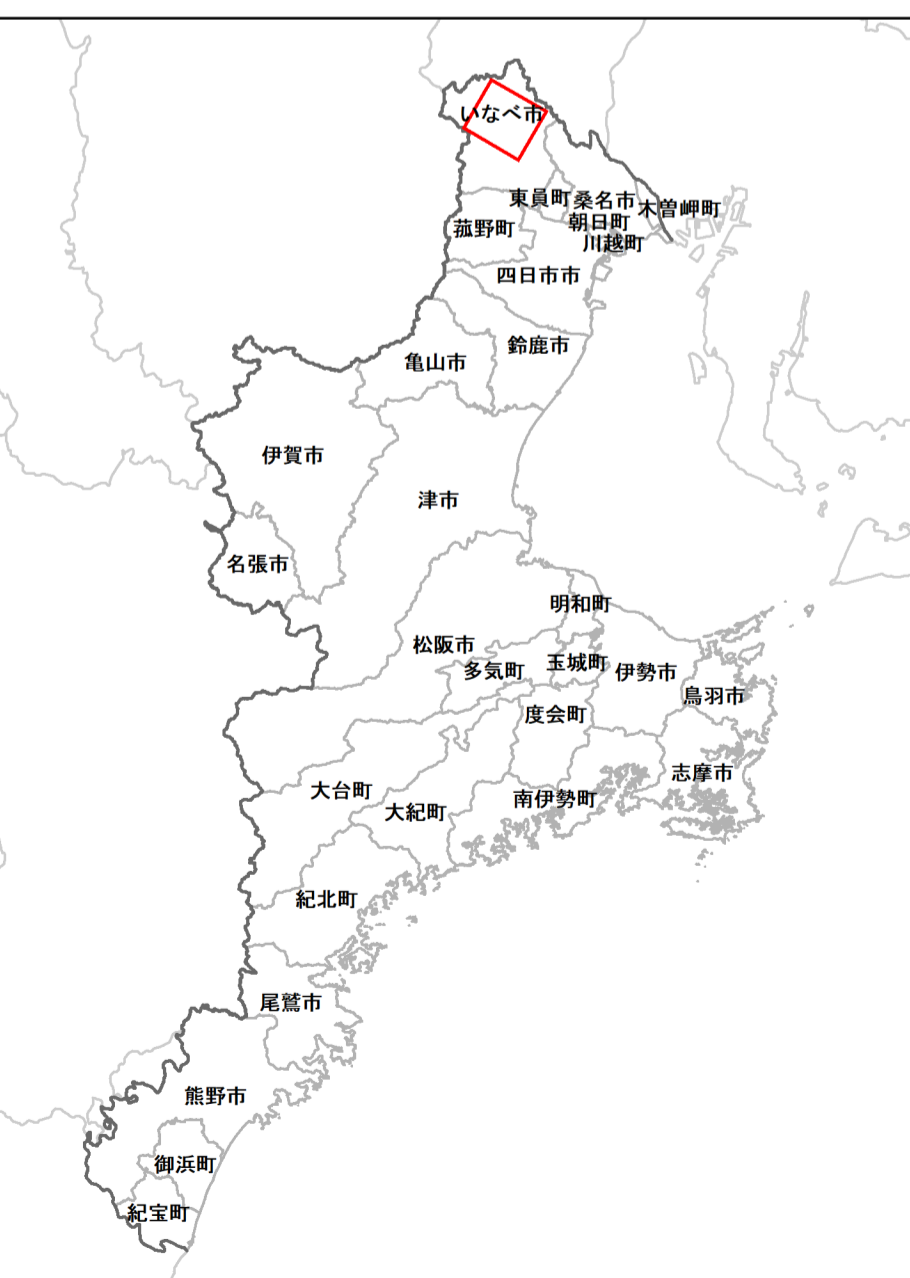 いなべ市
東員町
桑名市
木曽岬町
朝日町
菰野町
川越町
四日市市
鈴鹿市
亀山市
伊賀市
津市
名張市
明和町
松阪市
多気町
玉城町
伊勢市
鳥羽市
度会町
志摩市
大台町
南伊勢町
大紀町
紀北町
尾鷲市
熊野市
御浜町
紀宝町